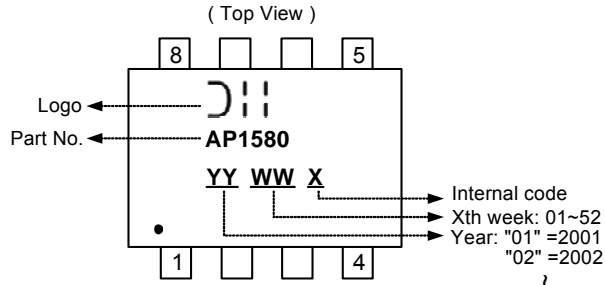 ( Top View )
8 5
Logo
Part No.
AP1580
YY WW X
Internal code
Xth week: 01~52
Year: "01" =2001
"02" =2002
~
1 4